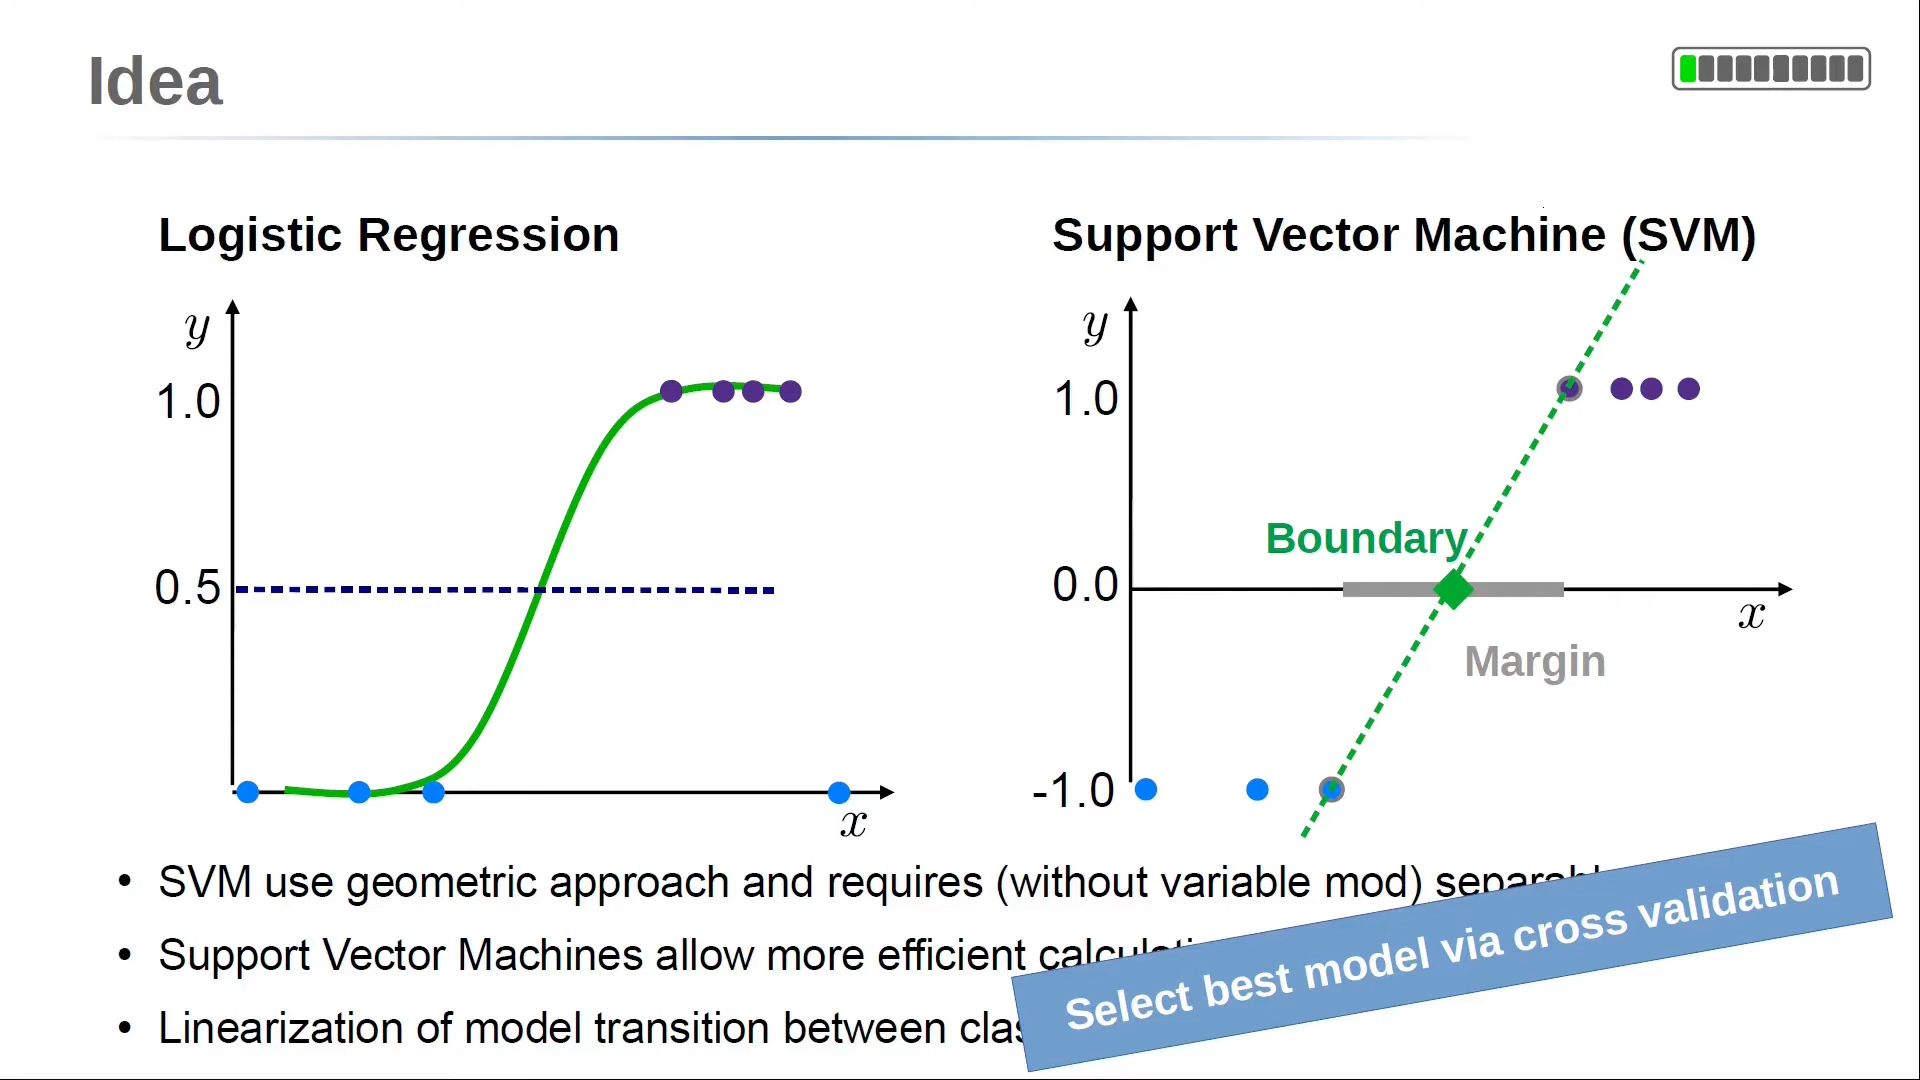 Idea
Logistic Regression
Support Vector Machine (SVM)
y
1.0
0.5
x
y
1.0
Boundary
0.0
x
Margin
-1.0
• SVM use geometric approach and requires (without variable mod)
• Support Vector Machines allow more efficient
• Linearization of model transition between
Select best model via cross validation